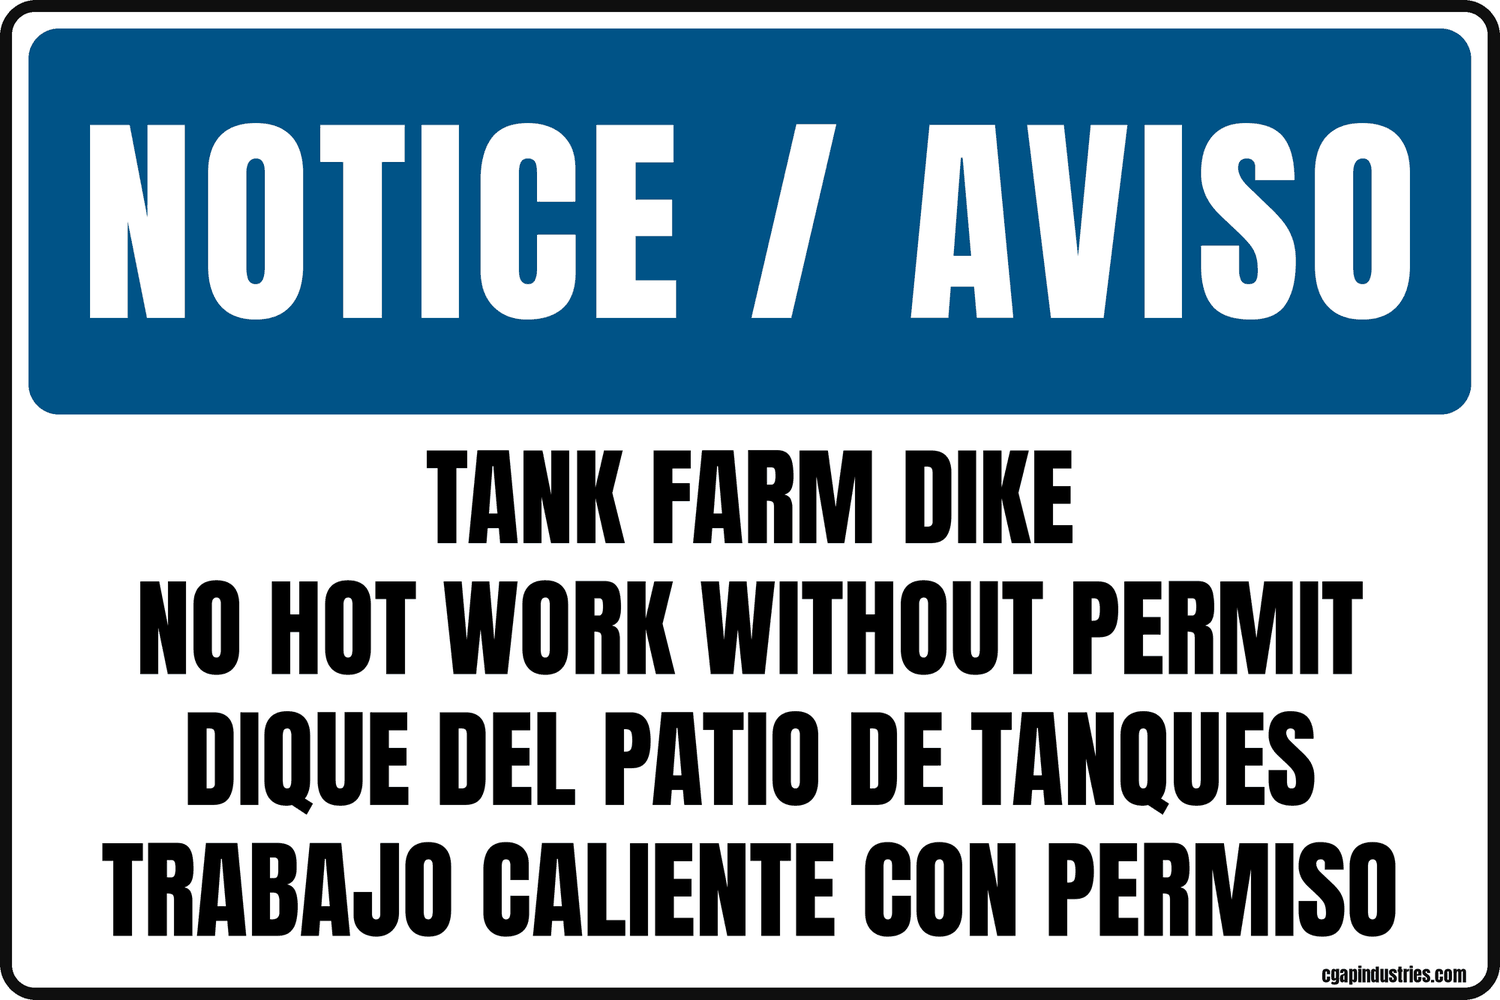 NOTICE / AVISO
TANK FARM DIKE
NO HOT WORK WITHOUT PERMIT
DIQUE DEL PATIO DE TANQUES
TRABAJO CALIENTE CON PERMISO
cgapindustries.com